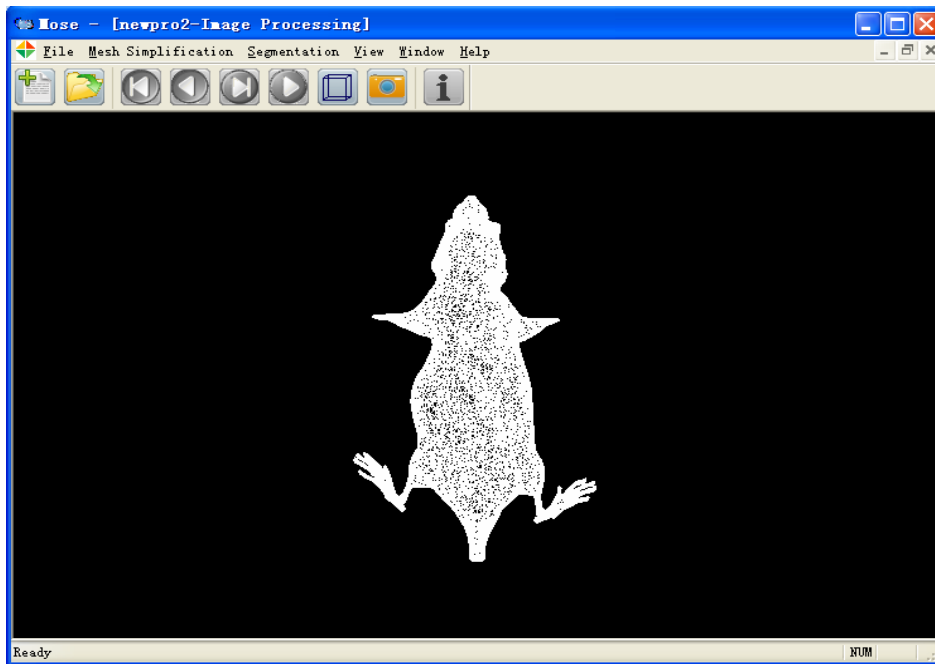 Mose - [newpro2-Image Processing]
File Mesh Simplification Segmentation View Window Help
Ready NUM